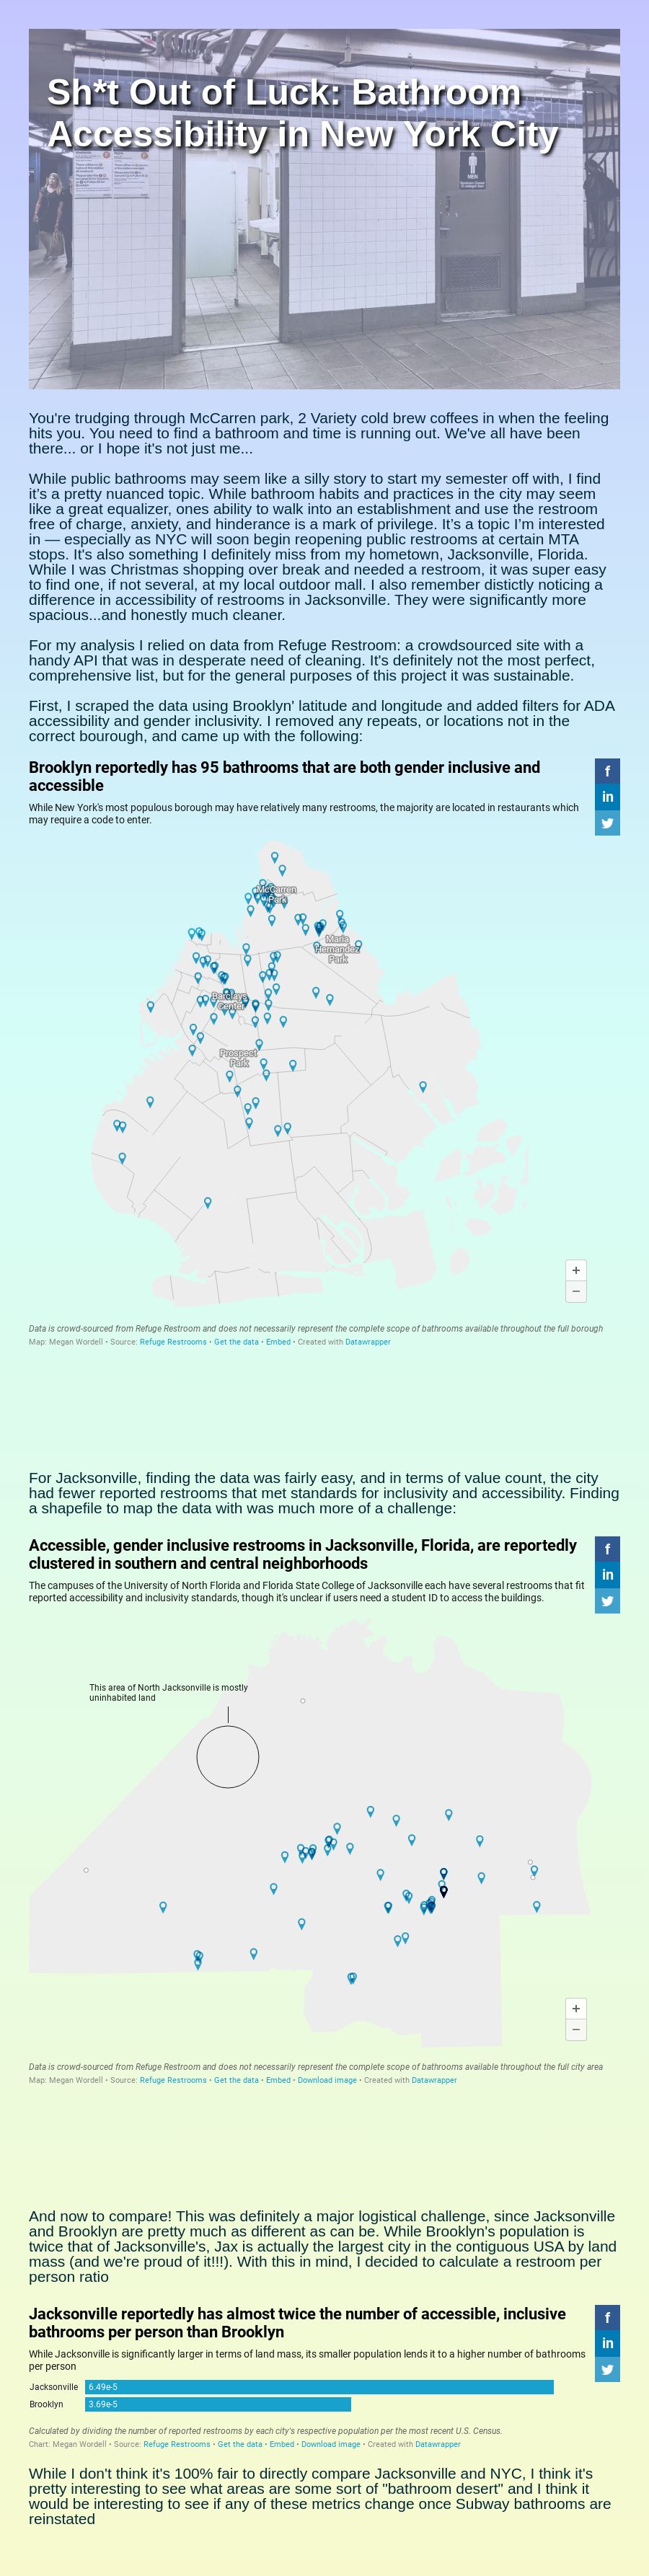 Sh*t Out of Luck: Bathroom
Accessibility in New York City
MEN
You're trudging through McCarren park, 2 Variety cold brew coffees in when the feeling
hits you. You need to find a bathroom and time is running out. We've all have been
there... or I hope it's not just me...
While public bathrooms may seem like a silly story to start my semester off with, I find
it's a pretty nuanced topic. While bathroom habits and practices in the city may seem
like a great equalizer, ones ability to walk into an establishment and use the restroom
free of charge, anxiety, and hinderance is a mark of privilege. It's a topic I'm interested
in — especially as NYC will soon begin reopening public restrooms at certain MTA
stops. It's also something I definitely miss from my hometown, Jacksonville, Florida.
While I was Christmas shopping over break and needed a restroom, it was super easy
to find one, if not several, at my local outdoor mall. I also remember distictly noticing a
difference in accessibility of restrooms in Jacksonville. They were significantly more
spacious...and honestly much cleaner.
For my analysis I relied on data from Refuge Restroom: a crowdsourced site with a
handy API that was in desperate need of cleaning. It's definitely not the most perfect,
comprehensive list, but for the general purposes of this project it was sustainable.
First, I scraped the data using Brooklyn' latitude and longitude and added filters for ADA
accessibility and gender inclusivity. I removed any repeats, or locations not in the
correct bourough, and came up with the following:
Brooklyn reportedly has 95 bathrooms that are both gender inclusive and
accessible
f
in
While New York's most populous borough may have relatively many restrooms, the majority are located in restaurants which
may require a code to enter.
McCarren
Park
Maria
Hernandez
Park
Barclays
Center
Prospect
Park
+
−
Data is crowd-sourced from Refuge Restroom and does not necessarily represent the complete scope of bathrooms available throughout the full borough
Map: Megan Wordell • Source: Refuge Restrooms • Get the data • Embed • Created with Datawrapper
For Jacksonville, finding the data was fairly easy, and in terms of value count, the city
had fewer reported restrooms that met standards for inclusivity and accessibility. Finding
a shapefile to map the data with was much more of a challenge:
Accessible, gender inclusive restrooms in Jacksonville, Florida, are reportedly
clustered in southern and central neighborhoods
f
in
The campuses of the University of North Florida and Florida State College of Jacksonville each have several restrooms that fit
reported accessibility and inclusivity standards, though it's unclear if users need a student ID to access the buildings.
This area of North Jacksonville is mostly
uninhabited land
+
−
Data is crowd-sourced from Refuge Restroom and does not necessarily represent the complete scope of bathrooms available throughout the full city area
Map: Megan Wordell • Source: Refuge Restrooms • Get the data • Embed • Download image • Created with Datawrapper
And now to compare! This was definitely a major logistical challenge, since Jacksonville
and Brooklyn are pretty much as different as can be. While Brooklyn's population is
twice that of Jacksonville's, Jax is actually the largest city in the contiguous USA by land
mass (and we're proud of it!!!). With this in mind, I decided to calculate a restroom per
person ratio
Jacksonville reportedly has almost twice the number of accessible, inclusive
bathrooms per person than Brooklyn
f
in
While Jacksonville is significantly larger in terms of land mass, its smaller population lends it to a higher number of bathrooms
per person
Jacksonville 6.49e-5
Brooklyn 3.69e-5
Calculated by dividing the number of reported restrooms by each city's respective population per the most recent U.S. Census.
Chart: Megan Wordell • Source: Refuge Restrooms • Get the data • Embed • Download image • Created with Datawrapper
While I don't think it's 100% fair to directly compare Jacksonville and NYC, I think it's
pretty interesting to see what areas are some sort of "bathroom desert" and I think it
would be interesting to see if any of these metrics change once Subway bathrooms are
reinstated